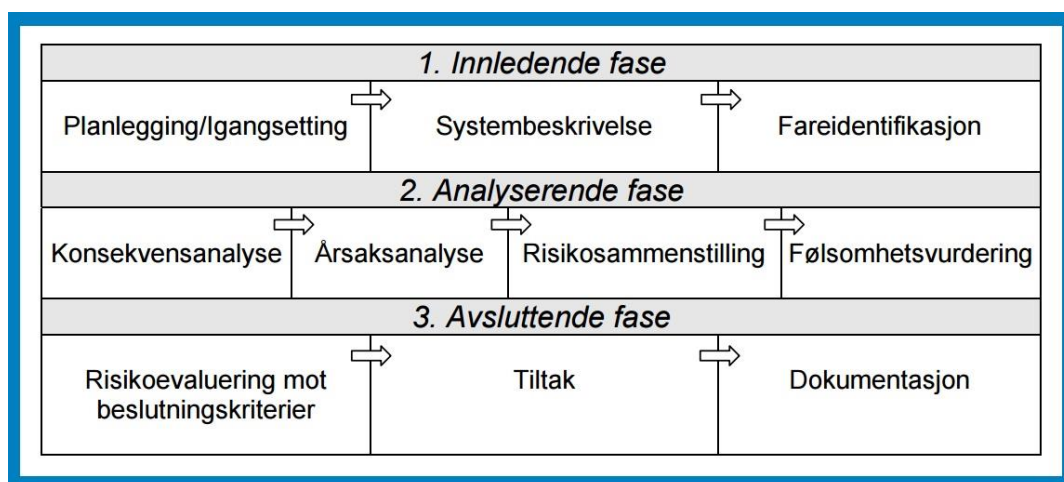 1. Innledende fase
Planlegging/Igangsetting
Systembeskrivelse
Fareidentifikasjon
2. Analyserende fase
Konsekvensanalyse
Årsaksanalyse
Risikosammenstilling
Følsomhetsvurdering
3. Avsluttende fase
Risikoevaluering mot
beslutningskriterier
Tiltak
Dokumentasjon